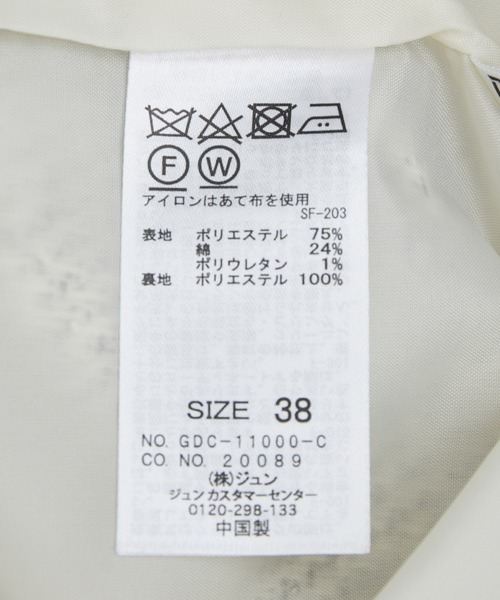 F W
アイロンはあて布を使用
SF-203
表地 ポリエステル 75%
綿 24%
ポリウレタン 1%
裏地 ポリエステル 100%
SIZE 38
NO. GDC-11000-C
CO. NO. 20089
(株)ジュン
ジュンカスタマーセンター
0120-298-133
中国製